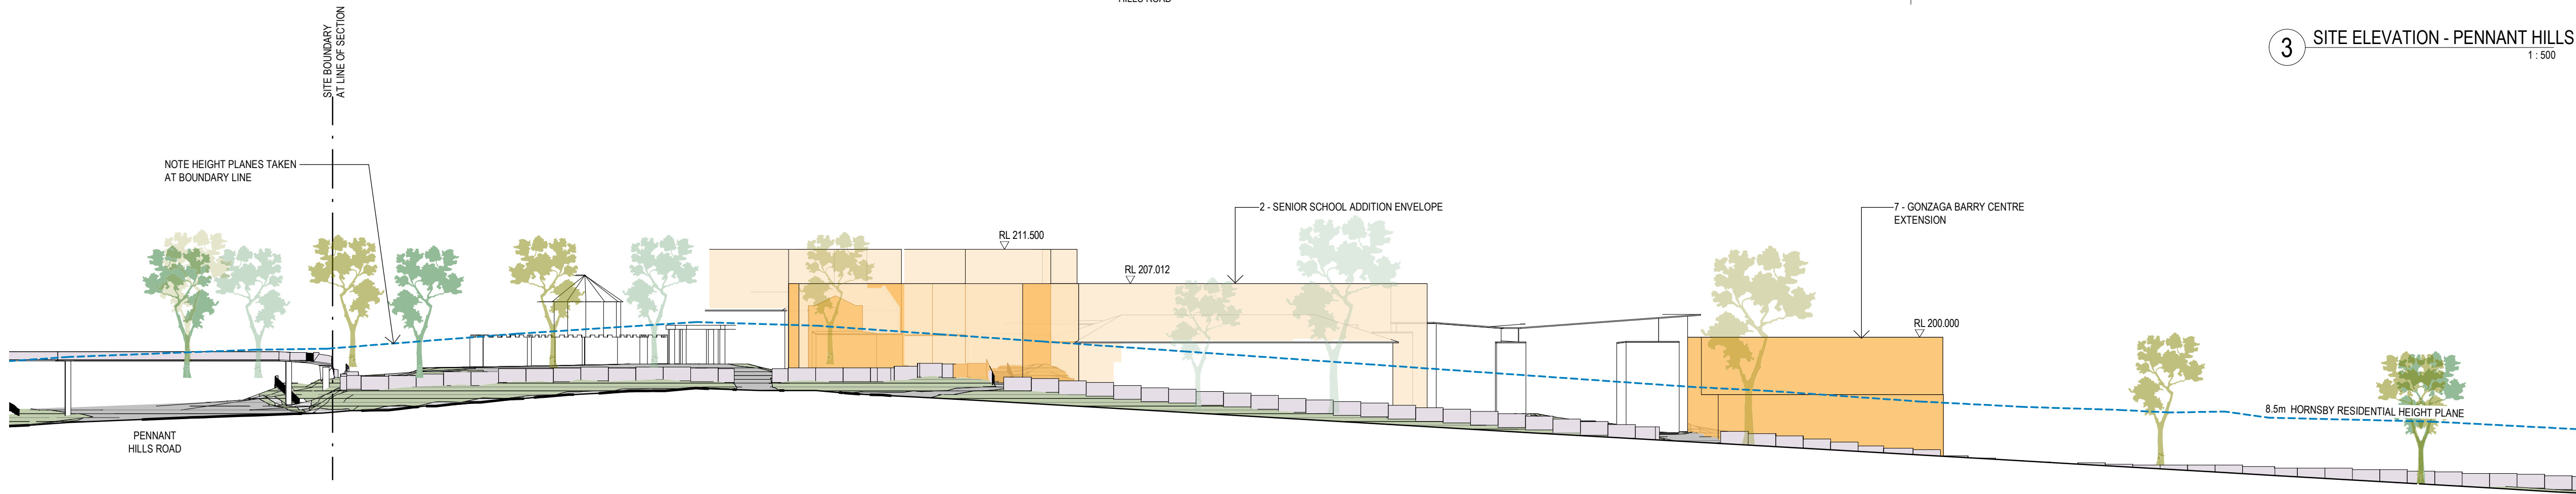 HILLS ROAD
3
SITE ELEVATION - PENNANT HILLS
1 : 500
SITE BOUNDARY
AT LINE OF SECTION
NOTE HEIGHT PLANES TAKEN
AT BOUNDARY LINE
2 - SENIOR SCHOOL ADDITION ENVELOPE
7 - GONZAGA BARRY CENTRE
EXTENSION
RL 211.500
RL 207.012
RL 200.000
8.5m HORNSBY RESIDENTIAL HEIGHT PLANE
PENNANT
HILLS ROAD